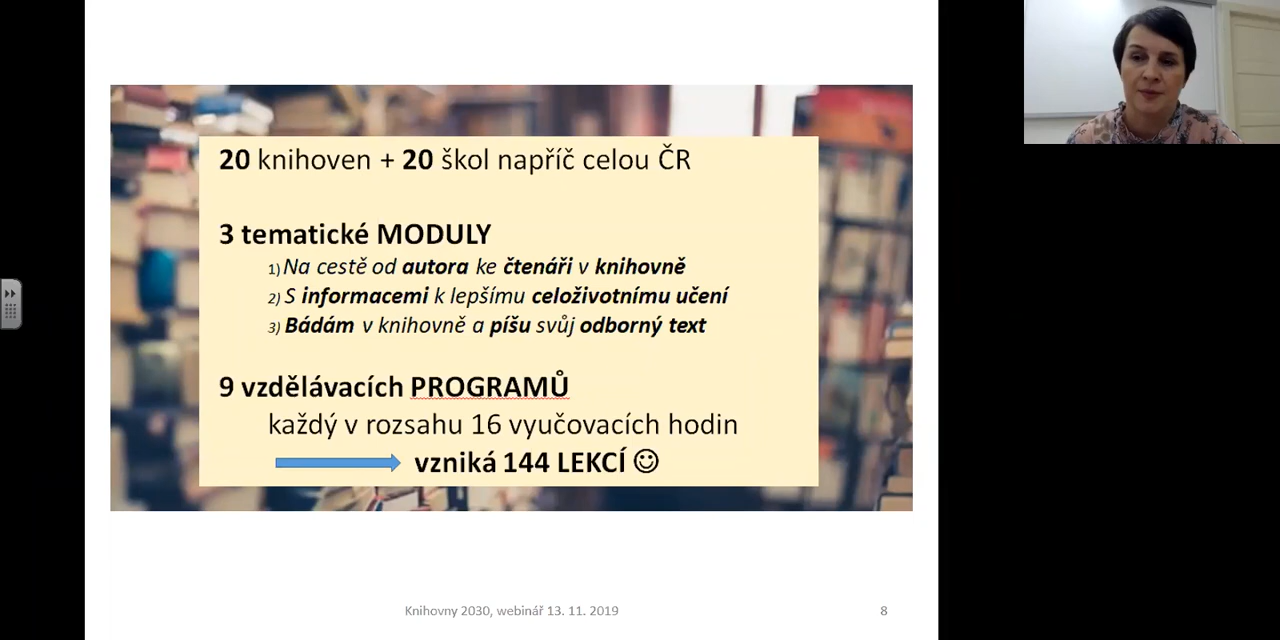 20 knihoven + 20 škol napříč celou ČR
3 tematické MODULY
1) Na cestě od autora ke čtenáři v knihovně
2) S informacemi k lepšímu celoživotnímu učení
3) Bádám v knihovně a píšu svůj odborný text
9 vzdělávacích PROGRAMŮ
každý v rozsahu 16 vyučovacích hodin
vzniká 144 LEKCÍ ☺
Knihovny 2030, webinář 13. 11. 2019
8